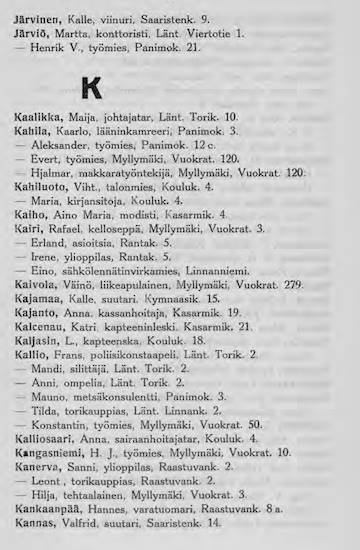 Järvinen, Kalle, viinuri, Saaristenk. 9.
Järviö, Martta, konttoristi, Länt. Viertotie 1.
— Henrik V., työmies, Panimok. 21.
K
Kaalikka, Maija, johtajatar, Länt. Torik. 10.
Kahila, Kaarlo, lääninkamreeri, Panimok. 3.
— Aleksander, työmies, Panimok. 12 c.
— Evert, työmies, Myllymäki, Vuokrat. 120.
— Hjalmar, makkaratyöntekijä, Myllymäki, Vuokrat. 120.
Kahiluoto, Viht., talonmies, Kouluk. 4.
— Maria, kirjansitoja, Kouluk. 4.
Kaiho, Aino Maria, modisti, Kasarmik. 4.
Kairi, Rafael, kelloseppä, Myllymäki, Vuokrat. 3.
— Erland, asioitsia, Rantak. 5.
— Irene, ylioppilas, Rantak. 5.
— Eino, sähkölennätinvirkamies, Linnanniemi.
Kaivola, Väinö, liikeapulainen, Myllymäki, Vuokrat. 279.
Kajamaa, Kalle, suutari, Kymnaasik. 15.
Kajanto, Anna, kassanhoitaja, Kasarmik. 19.
Kalcenau, Katri, kapteeninleski, Kasarmik. 21.
Kaljasin, L., kapteenska, Kouluk. 18.
Kallio, Frans, poliisikonstaapeli, Länt. Torik. 2.
— Mandi, silittäjä, Länt. Torik. 2.
— Anni, ompelia, Länt. Torik. 2.
— Mauno, metsäkonsulentti, Panimok. 3.
— Tilda, torikauppias, Länt. Linnank. 2.
— Konstantin, työmies, Myllymäki, Vuokrat. 50.
Kalliosaari, Anna, sairaanhoitajatar, Kouluk. 4.
Kangasniemi, H. J., työmies, Myllymäki, Vuokrat. 10.
Kanerva, Sanni, ylioppilas, Raastuvank. 2.
— Leont., torikauppias, Raastuvank. 2.
— Hilja, tehtaalainen, Myllymäki, Vuokrat. 3.
Kankaanpää, Hannes, varatuomari, Raastuvank. 8 a.
Kannas, Valfrid, suutari, Saaristenk. 14.